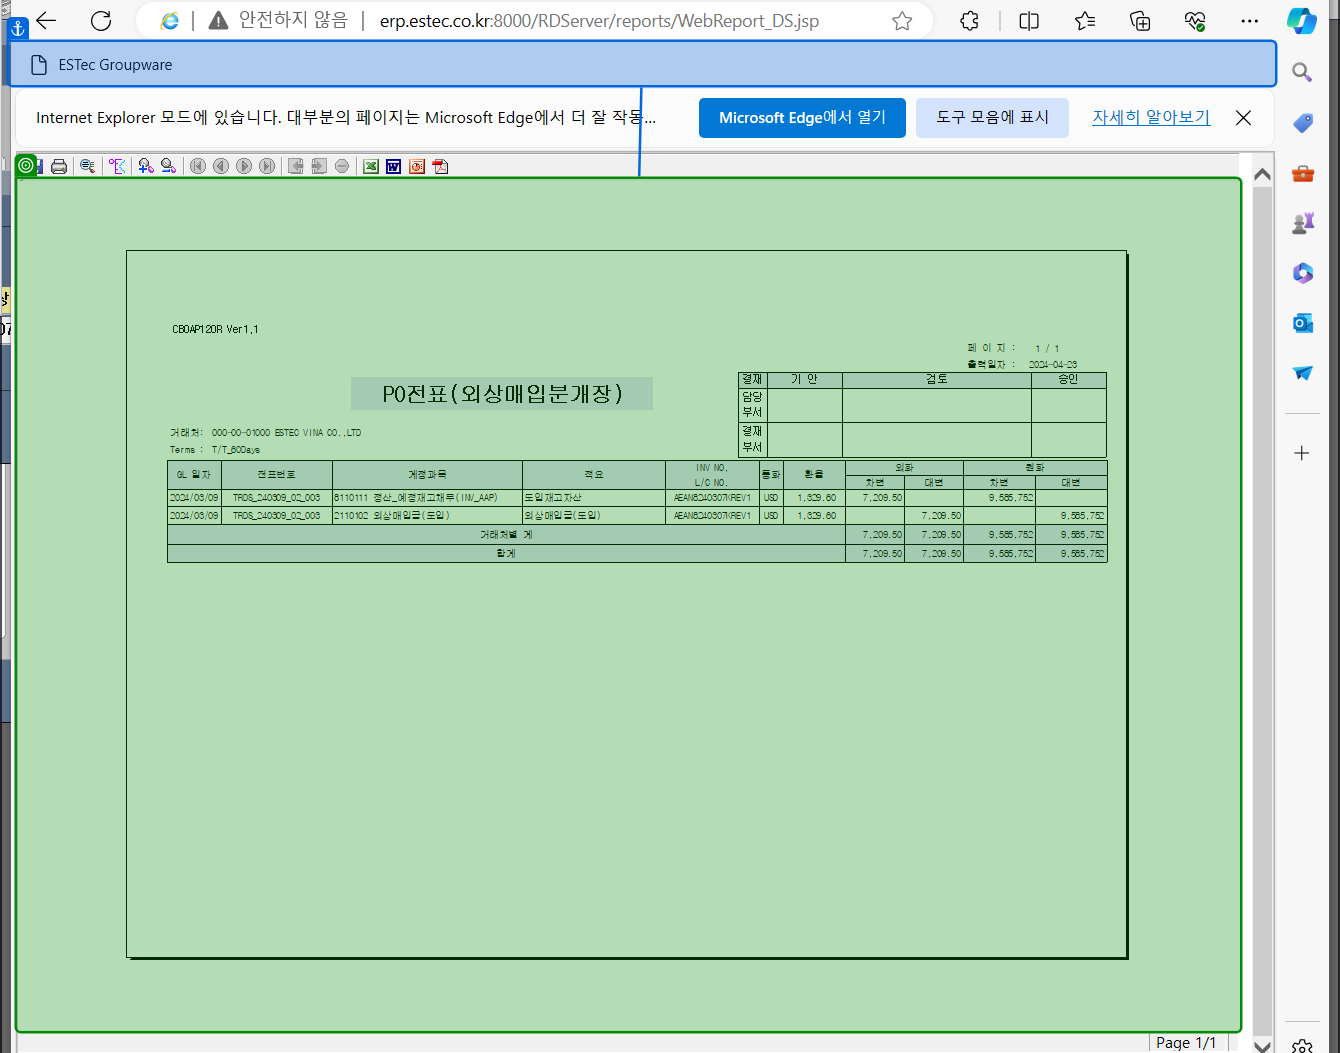 안전하지 않음 erp.estec.co.kr:8000/RDServer/reports/WebReport_DS.jsp
ESTec Groupware
Internet Explorer 모드에 있습니다. 대부분의 페이지는 Microsoft Edge에서 더 잘 작동... Microsoft Edge에서 열기 도구 모음에 표시 자세히 알아보기
CBOAP120R Ver1.1
페 이 지 : 1 / 1
출력일자 : 2024-04-23
PO전표(외상매입분개장)
결재 기 안 검토 승인
담당부서
결재부서
거래처: 000-00-01000 ESTEC VINA CO.,LTD
Terms : T/T_60Days
GL 일자 전표번호 계정과목 적요 INV NO. L/C NO. 통화 환율 외화 원화
차변 대변 차변 대변
2024/03/09 TRDS_240309_02_003 8110111 정산_예정재고채무(INV_AAP) 도입재고자산 AEAN8240307KREV1 USD 1,329.60 7,209.50 9,585,752
2024/03/09 TRDS_240309_02_003 2110102 외상매입금(도입) 외상매입금(도입) AEAN8240307KREV1 USD 1,329.60 7,209.50 9,585,752
거래처별 계 7,209.50 7,209.50 9,585,752 9,585,752
합계 7,209.50 7,209.50 9,585,752 9,585,752
Page 1/1